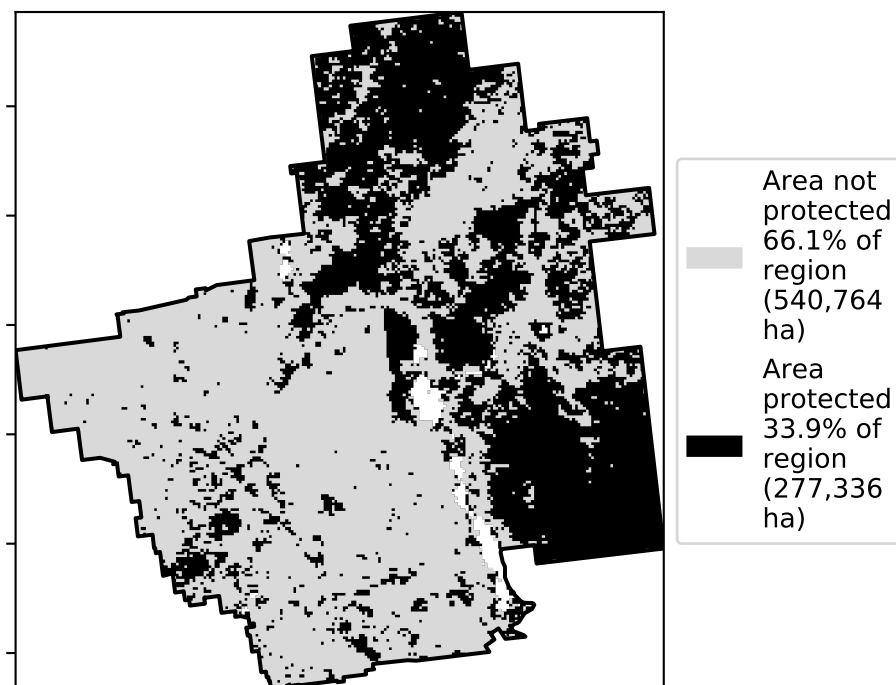 Area not
protected
66.1% of
region
(540,764
ha)
Area
protected
33.9% of
region
(277,336
ha)